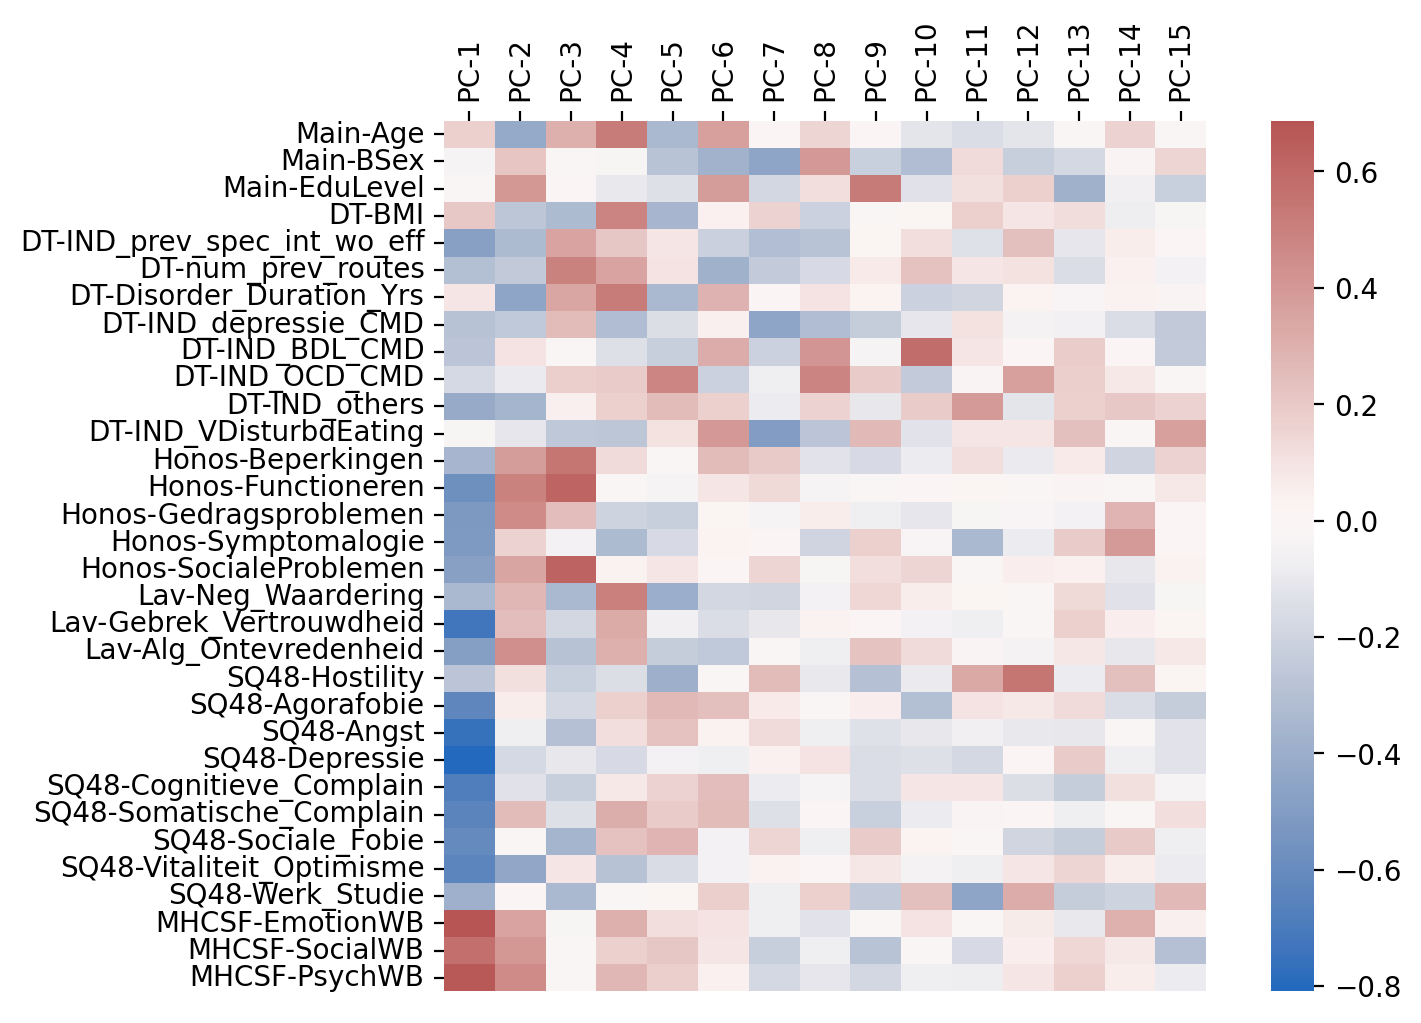 PC-1
PC-2
PC-3
PC-4
PC-5
PC-6
PC-7
PC-8
PC-9
PC-10
PC-11
PC-12
PC-13
PC-14
PC-15
Main-Age
Main-BSex
Main-EduLevel
DT-BMI
DT-IND_prev_spec_int_wo_eff
DT-num_prev_routes
DT-Disorder_Duration_Yrs
DT-IND_depressie_CMD
DT-IND_BDL_CMD
DT-IND_OCD_CMD
DT-IND_others
DT-IND_VDisturbdEating
Honos-Beperkingen
Honos-Functioneren
Honos-Gedragsproblemen
Honos-Symptomalogie
Honos-SocialeProblemen
Lav-Neg_Waardering
Lav-Gebrek_Vertrouwdheid
Lav-Alg_Ontevredenheid
SQ48-Hostility
SQ48-Agorafobie
SQ48-Angst
SQ48-Depressie
SQ48-Cognitieve_Complain
SQ48-Somatische_Complain
SQ48-Sociale_Fobie
SQ48-Vitaliteit_Optimisme
SQ48-Werk_Studie
MHCSF-EmotionWB
MHCSF-SocialWB
MHCSF-PsychWB
0.6
0.4
0.2
0.0
−0.2
−0.4
−0.6
−0.8